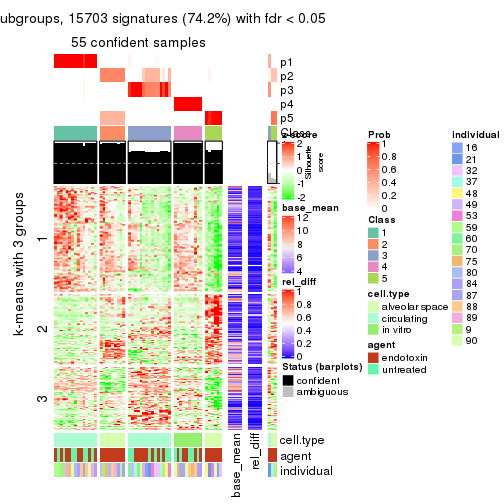 ubgroups, 15703 signatures (74.2%) with fdr < 0.05
55 confident samples
p1
p2
p3
p4
p5
Class
Silhouette score
k-means with 3 groups
1
2
3
cell.type
agent
individual
base_mean
rel_diff
z-score
2
1
0
-1
-2
base_mean
12
10
8
6
4
rel_diff
1
0.8
0.6
0.4
0.2
0
Status (barplots)
confident
ambiguous
Prob
1
0.8
0.6
0.4
0.2
0
Class
1
2
3
4
5
cell.type
alveolar space
circulating
in vitro
agent
endotoxin
untreated
individual
16
21
32
37
48
49
53
59
60
70
75
80
84
87
88
89
9
90